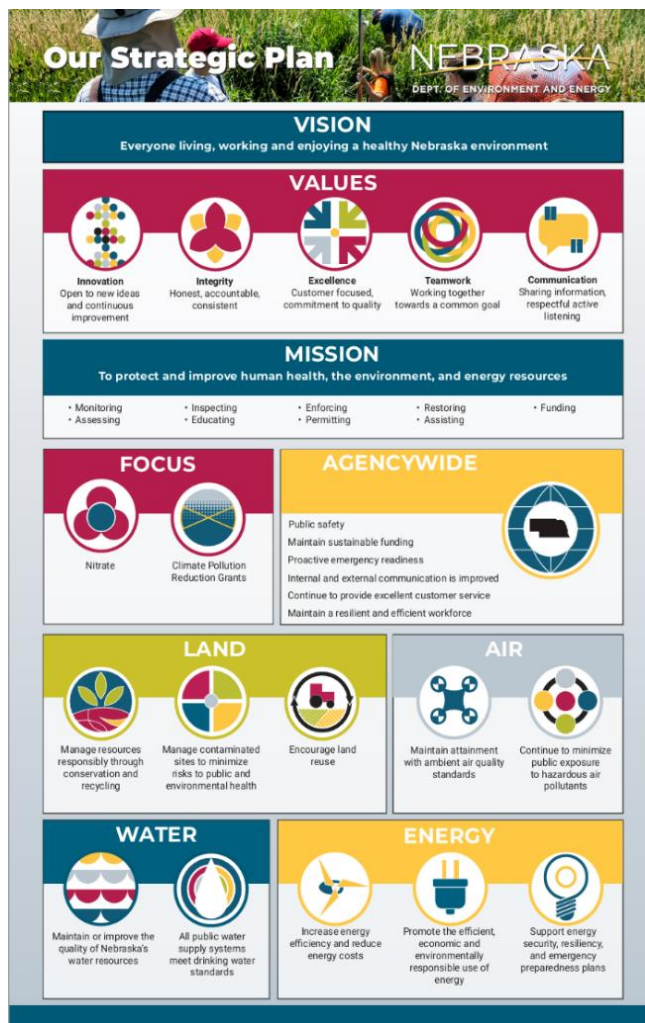 Our Strategic Plan
NEBRASKA
DEPT. OF ENVIRONMENT AND ENERGY
VISION
Everyone living, working and enjoying a healthy Nebraska environment
VALUES
Innovation
Open to new ideas
and continuous
improvement
Integrity
Honest, accountable,
consistent
Excellence
Customer focused,
commitment to quality
Teamwork
Working together
towards a common goal
Communication
Sharing information,
respectful active
listening
MISSION
To protect and improve human health, the environment, and energy resources
• Monitoring
• Assessing
• Inspecting
• Educating
• Enforcing
• Permitting
• Restoring
• Assisting
• Funding
FOCUS
Nitrate
Climate Pollution
Reduction Grants
AGENCYWIDE
Public safety
Maintain sustainable funding
Proactive emergency readiness
Internal and external communication is improved
Continue to provide excellent customer service
Maintain a resilient and efficient workforce
LAND
Manage resources
responsibly through
conservation and
recycling
Manage contaminated
sites to minimize
risks to public and
environmental health
Encourage land
reuse
AIR
Maintain attainment
with ambient air quality
standards
Continue to minimize
public exposure
to hazardous air
pollutants
WATER
Maintain or improve the
quality of Nebraska's
water resources
All public water
supply systems
meet drinking water
standards
ENERGY
Increase energy
efficiency and reduce
energy costs
Promote the efficient,
economic and
environmentally
responsible use of
energy
Support energy
security, resiliency,
and emergency
preparedness plans